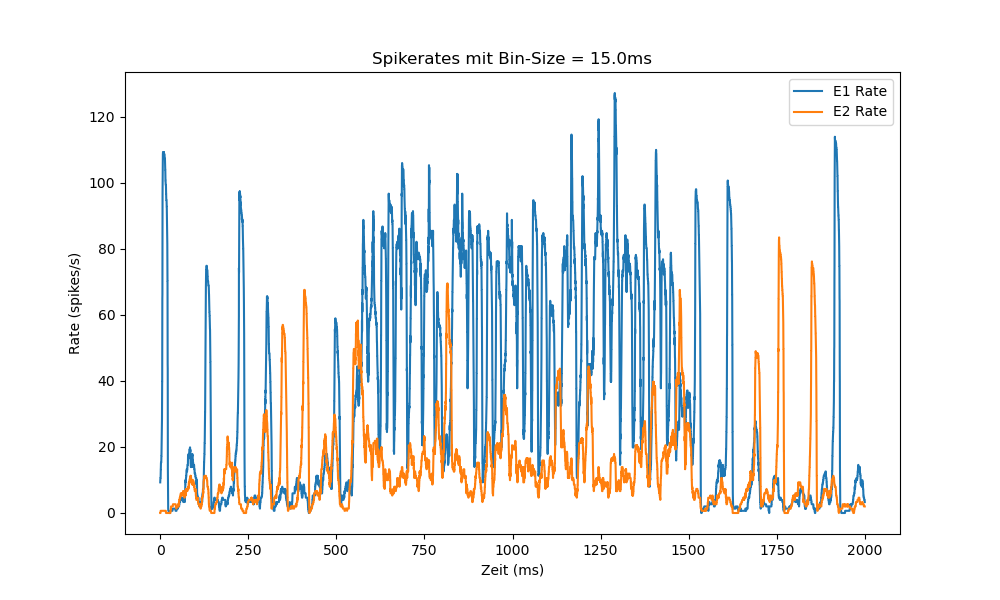 Spikerates mit Bin-Size = 15.0ms
E1 Rate
E2 Rate
Rate (spikes/s)
120
100
80
60
40
20
0
0 250 500 750 1000 1250 1500 1750 2000
Zeit (ms)